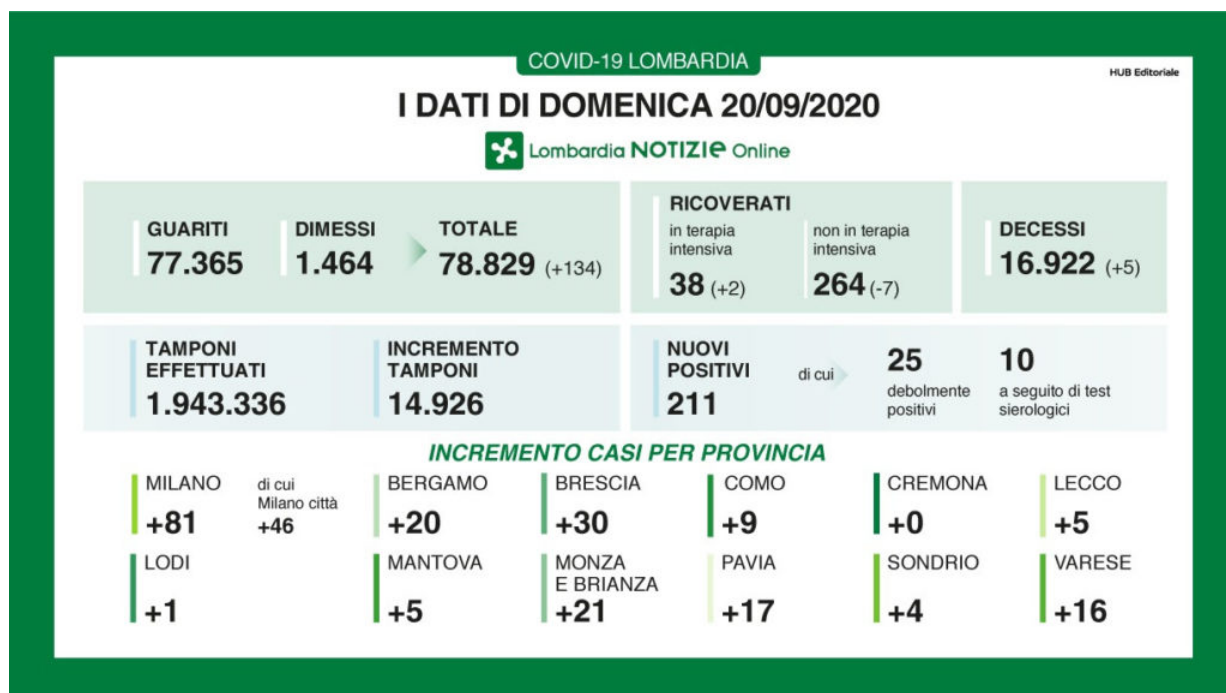 COVID-19 LOMBARDIA
HUB Editoriale
I DATI DI DOMENICA 20/09/2020
Lombardia NOTIZIE Online
GUARITI
77.365
DIMESSI
1.464
TOTALE
78.829 (+134)
RICOVERATI
in terapia
intensiva
38 (+2)
non in terapia
intensiva
264 (-7)
DECESSI
16.922 (+5)
TAMPONI
EFFETTUATI
1.943.336
INCREMENTO
TAMPONI
14.926
NUOVI
POSITIVI
211
di cui
25
debolmente
positivi
10
a seguito di test
sierologici
INCREMENTO CASI PER PROVINCIA
MILANO
+81
di cui
Milano città
+46
BERGAMO
+20
BRESCIA
+30
COMO
+9
CREMONA
+0
LECCO
+5
LODI
+1
MANTOVA
+5
MONZA
E BRIANZA
+21
PAVIA
+17
SONDRIO
+4
VARESE
+16